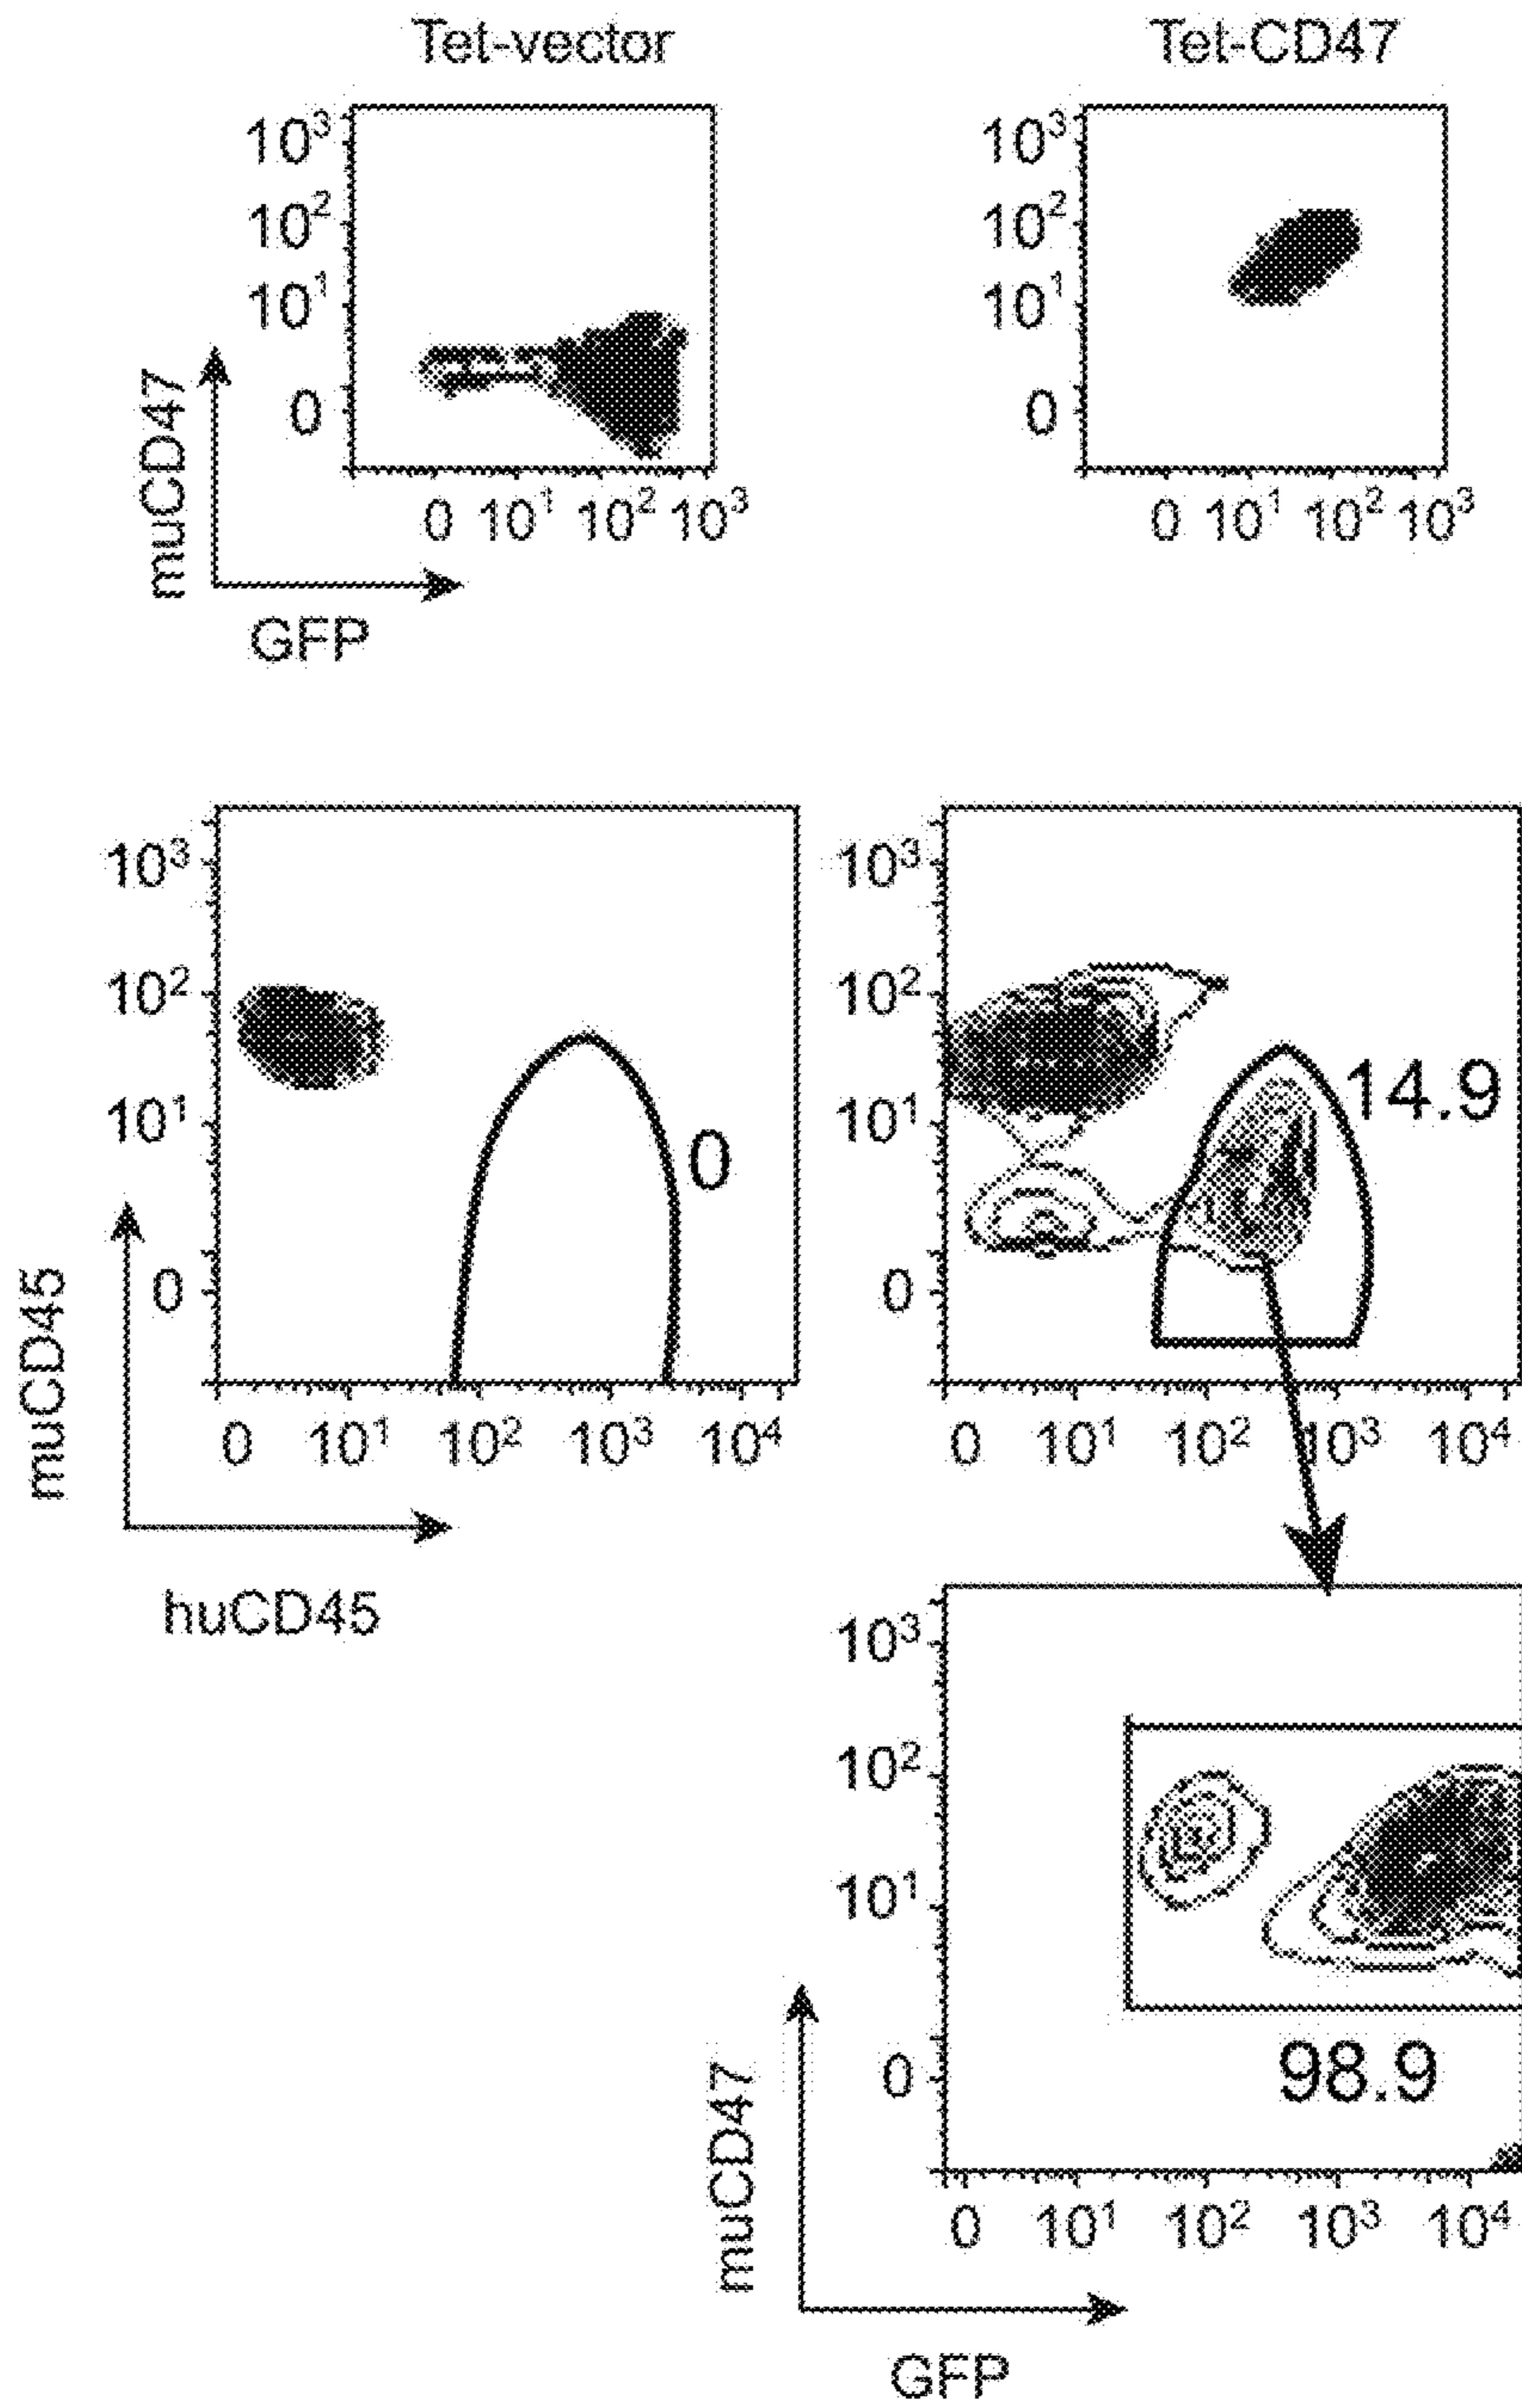 Tet-vector Tet-CD47
10³ 10³
10² 10²
10¹ 10¹
0 0
muCD47
0 10¹ 10² 10³ 0 10¹ 10² 10³
GFP
10³ 10³
10² 10²
10¹ 0 10¹ 14.9
0 0
muCD45
0 10¹ 10² 10³ 10⁴ 0 10¹ 10² 10³ 10⁴
huCD45
10³
10²
10¹
0 98.9
muCD47
0 10¹ 10² 10³ 10⁴
GFP